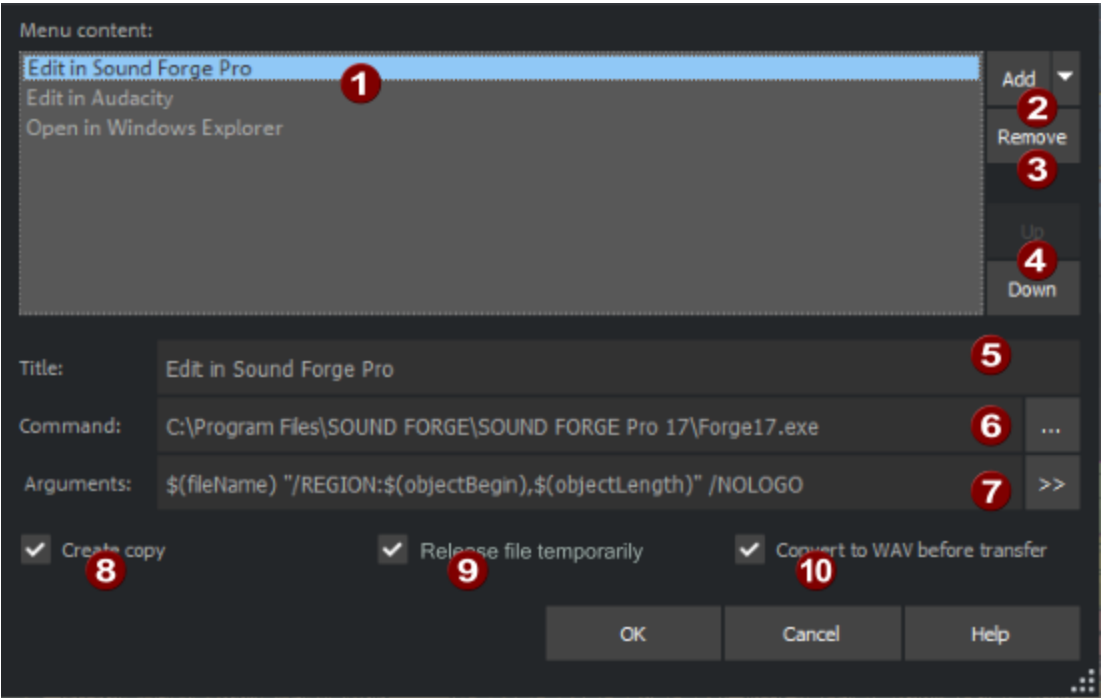 Menu content:
Edit in Sound Forge Pro
1
Edit in Audacity
Open in Windows Explorer
Add
2
Remove
3
Up
4
Down
Title:
Edit in Sound Forge Pro
5
Command:
C:\Program Files\SOUND FORGE\SOUND FORGE Pro 17\Forge17.exe
6
...
Arguments:
$(fileName) "/REGION:$(objectBegin),$(objectLength)" /NOLOGO
7
>>
Create copy
8
Release file temporarily
9
Convert to WAV before transfer
10
OK
Cancel
Help